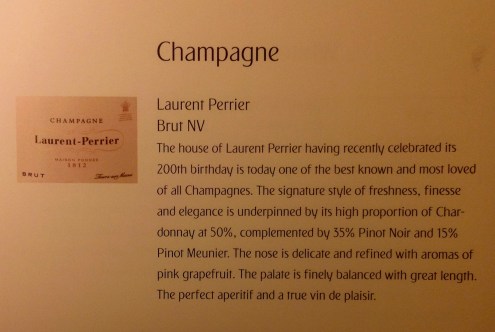 Champagne
Laurent Perrier
Brut NV
The house of Laurent Perrier having recently celebrated its
200th birthday is today one of the best known and most loved
of all Champagnes. The signature style of freshness, finesse
and elegance is underpinned by its high proportion of Char-
donnay at 50%, complemented by 35% Pinot Noir and 15%
Pinot Meunier. The nose is delicate and refined with aromas of
pink grapefruit. The palate is finely balanced with great length.
The perfect aperitif and a true vin de plaisir.
CHAMPAGNE
Laurent-Perrier
MAISON FONDÉE
1812
BRUT